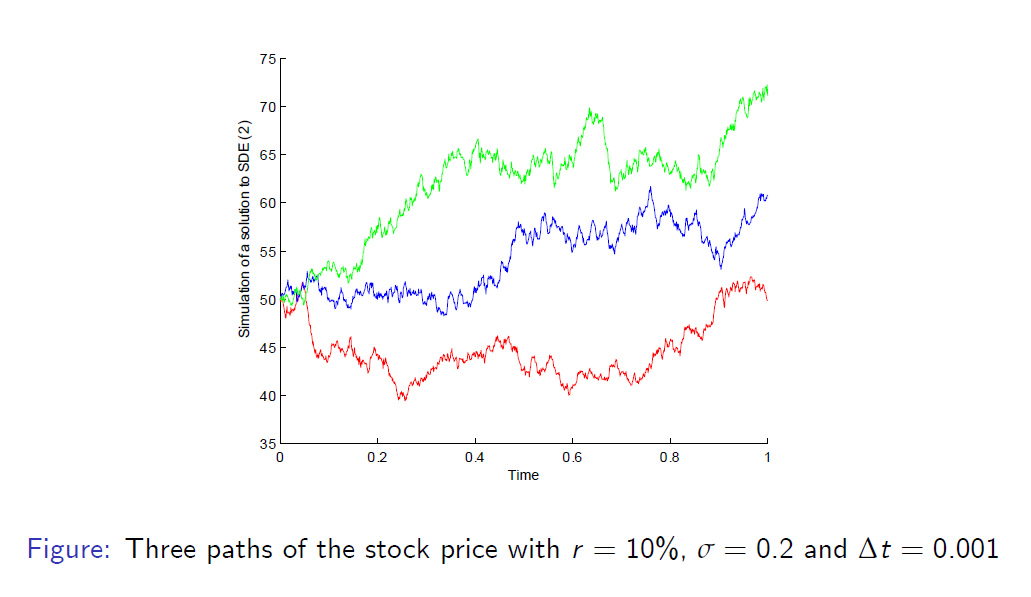 75
70
65
60
55
50
45
40
35
Simulation of a solution to SDE (2)
0 0.2 0.4 0.6 0.8 1
Time
Figure: Three paths of the stock price with r = 10%, σ = 0.2 and Δt = 0.001